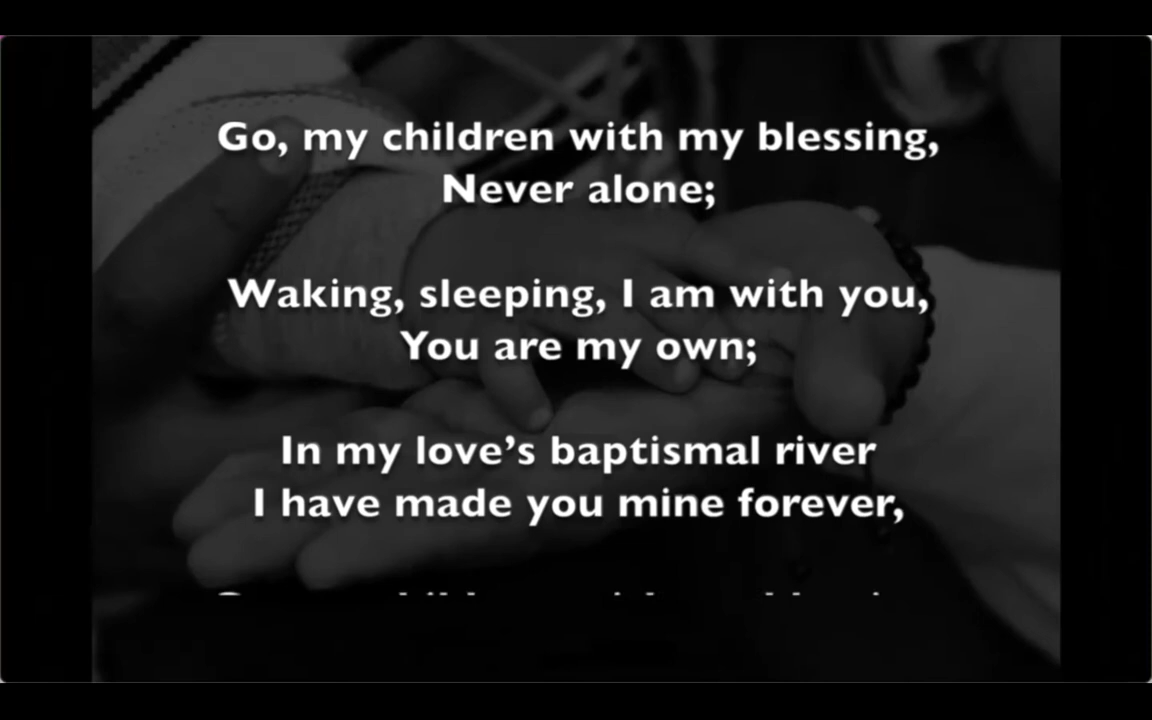 Go, my children with my blessing,
Never alone;
Waking, sleeping, I am with you,
You are my own;
In my love’s baptismal river
I have made you mine forever,